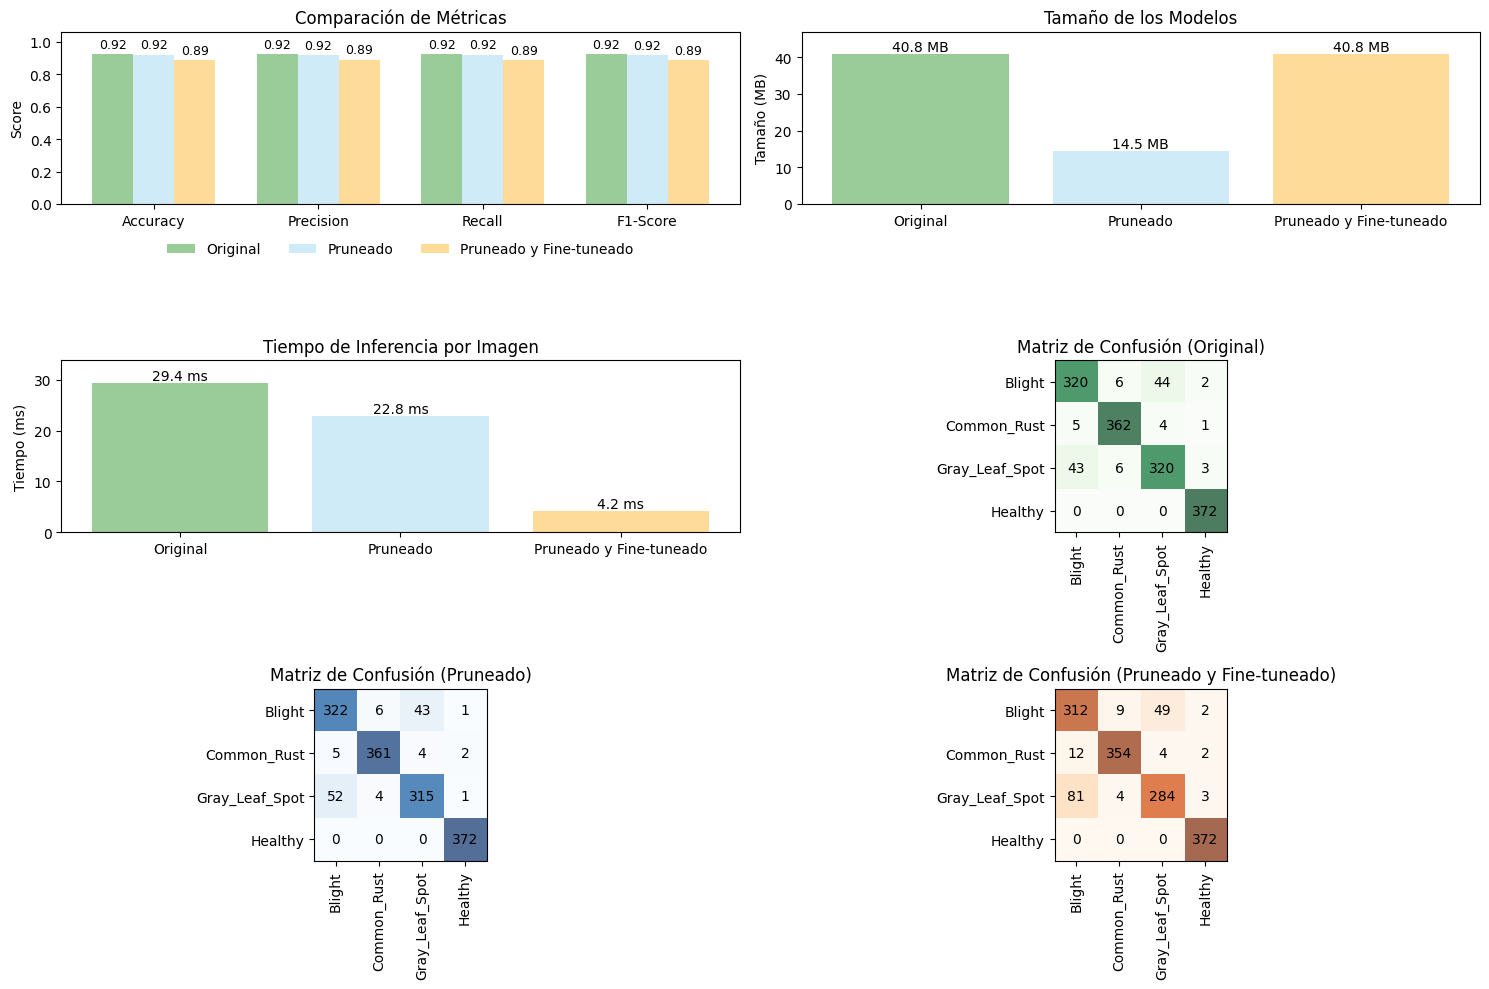 Comparación de Métricas
Score
1.0
0.8
0.6
0.4
0.2
0.0
0.92 0.92 0.89 0.92 0.92 0.89 0.92 0.92 0.89 0.92 0.92 0.89
Accuracy Precision Recall F1-Score
Original Pruneado Pruneado y Fine-tuneado
Tamaño de los Modelos
Tamaño (MB)
40
30
20
10
0
40.8 MB 14.5 MB 40.8 MB
Original Pruneado Pruneado y Fine-tuneado
Tiempo de Inferencia por Imagen
Tiempo (ms)
30
20
10
0
29.4 ms 22.8 ms 4.2 ms
Original Pruneado Pruneado y Fine-tuneado
Matriz de Confusión (Original)
Blight 320 6 44 2
Common_Rust 5 362 4 1
Gray_Leaf_Spot 43 6 320 3
Healthy 0 0 0 372
Blight Common_Rust Gray_Leaf_Spot Healthy
Matriz de Confusión (Pruneado)
Blight 322 6 43 1
Common_Rust 5 361 4 2
Gray_Leaf_Spot 52 4 315 1
Healthy 0 0 0 372
Blight Common_Rust Gray_Leaf_Spot Healthy
Matriz de Confusión (Pruneado y Fine-tuneado)
Blight 312 9 49 2
Common_Rust 12 354 4 2
Gray_Leaf_Spot 81 4 284 3
Healthy 0 0 0 372
Blight Common_Rust Gray_Leaf_Spot Healthy